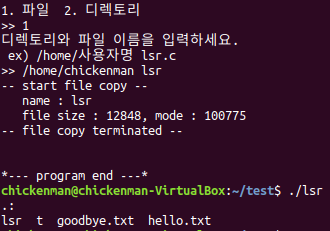 1. 파일  2. 디렉토리
>> 1
디렉토리와 파일 이름을 입력하세요.
 ex) /home/사용자명 lsr.c
>> /home/chickenman lsr
-- start file copy --
   name : lsr
   file size : 12848, mode : 100775
-- file copy terminated --
*--- program end ---*
chickenman@chickenman-VirtualBox:~/test$ ./lsr
.:
lsr  t  goodbye.txt  hello.txt